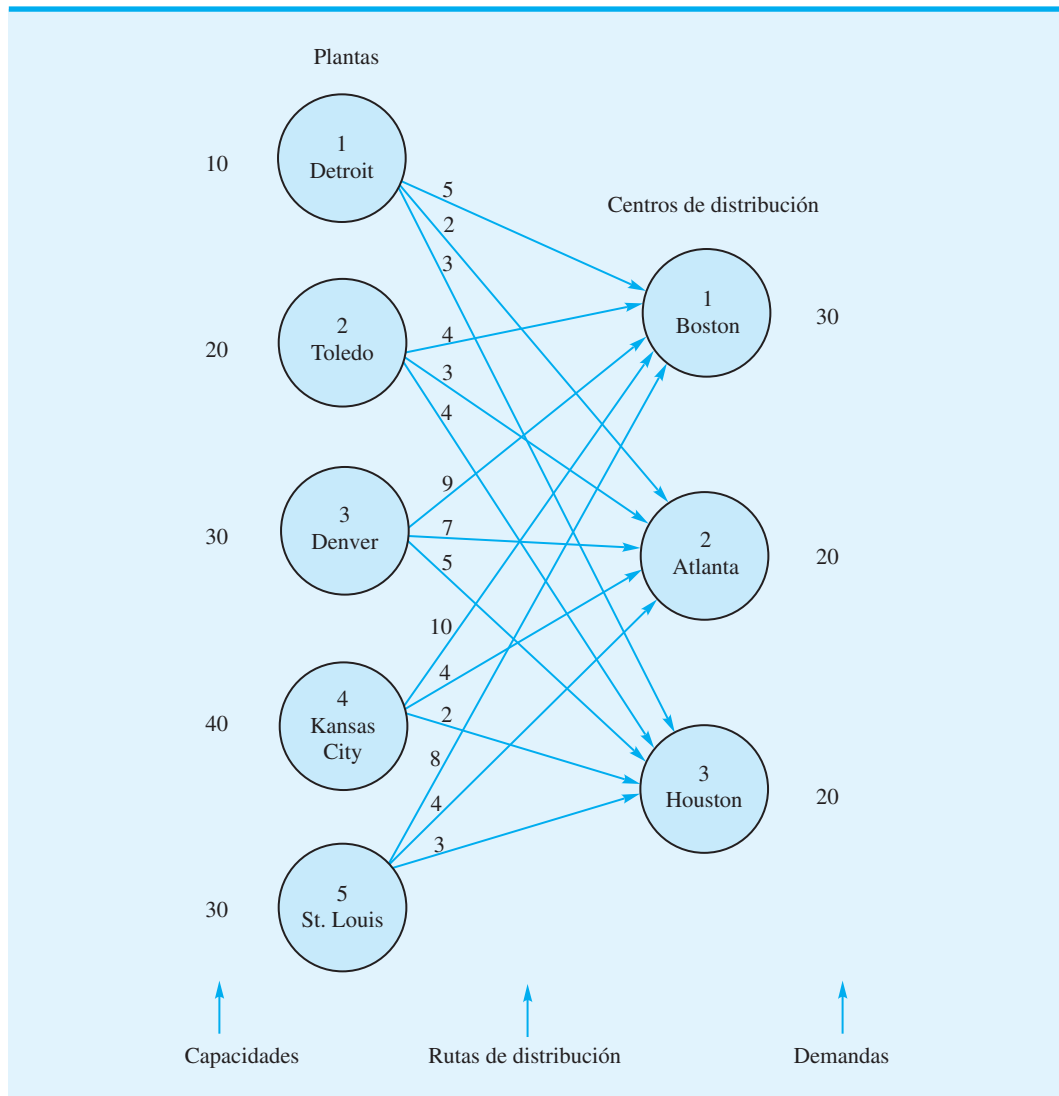 Plantas
10
1
Detroit
5
2
3
Centros de distribución
1
Boston
30
20
2
Toledo
4
3
4
30
3
Denver
9
7
5
2
Atlanta
20
40
4
Kansas
City
10
4
2
3
Houston
20
30
5
St. Louis
8
4
3
Capacidades
Rutas de distribución
Demandas